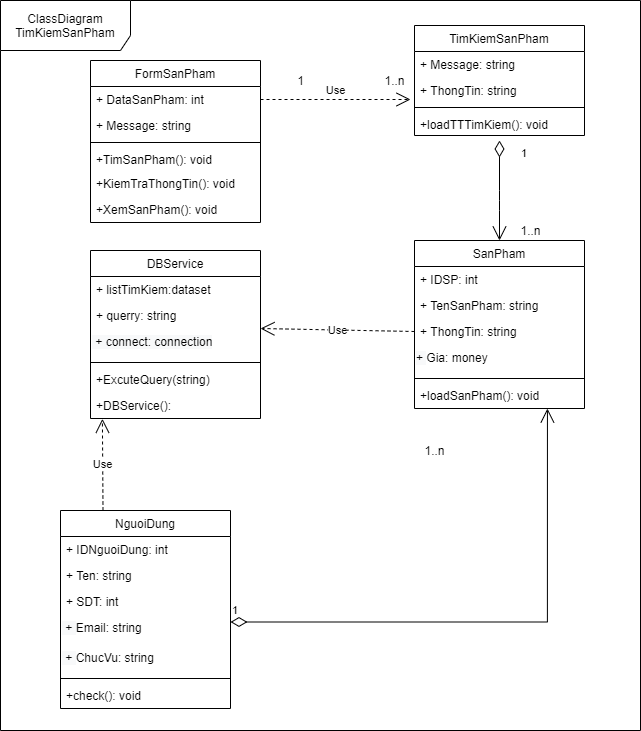 ClassDiagram
TimKiemSanPham
FormSanPham
+ DataSanPham: int
+ Message: string
+TimSanPham(): void
+KiemTraThongTin(): void
+XemSanPham(): void
1
Use
1..n
TimKiemSanPham
+ Message: string
+ ThongTin: string
+loadTTTimKiem(): void
1
1..n
SanPham
+ IDSP: int
+ TenSanPham: string
+ ThongTin: string
+ Gia: money
+loadSanPham(): void
Use
DBService
+ listTimKiem:dataset
+ querry: string
+ connect: connection
+ExcuteQuery(string)
+DBService():
Use
1..n
NguoiDung
+ IDNguoiDung: int
+ Ten: string
+ SDT: int
+ Email: string
+ ChucVu: string
+check(): void
1